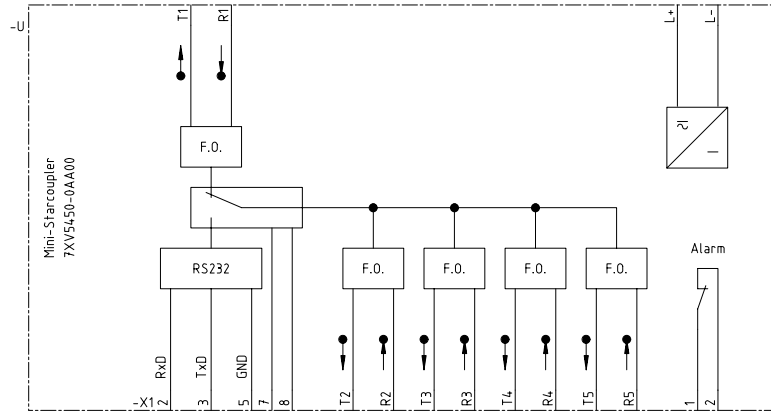 -U
T1
R1
L+
L-
F.O.
Mini-Starcoupler
7XV5450-0AA00
RS232
F.O.
F.O.
F.O.
F.O.
Alarm
RxD
TxD
GND
-X1
2
3
5
7
8
T2
R2
T3
R3
T4
R4
T5
R5
1
2